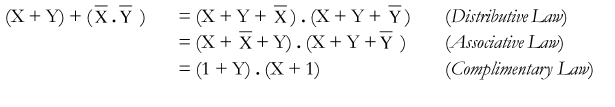 (X + Y) + (X̅ . Y̅ ) = (X + Y + X̅) . (X + Y + Y̅) (Distributive Law)
= (X + X̅ + Y) . (X + Y +Y̅ ) (Associative Law)
= (1 + Y) . (X + 1) (Complimentary Law)